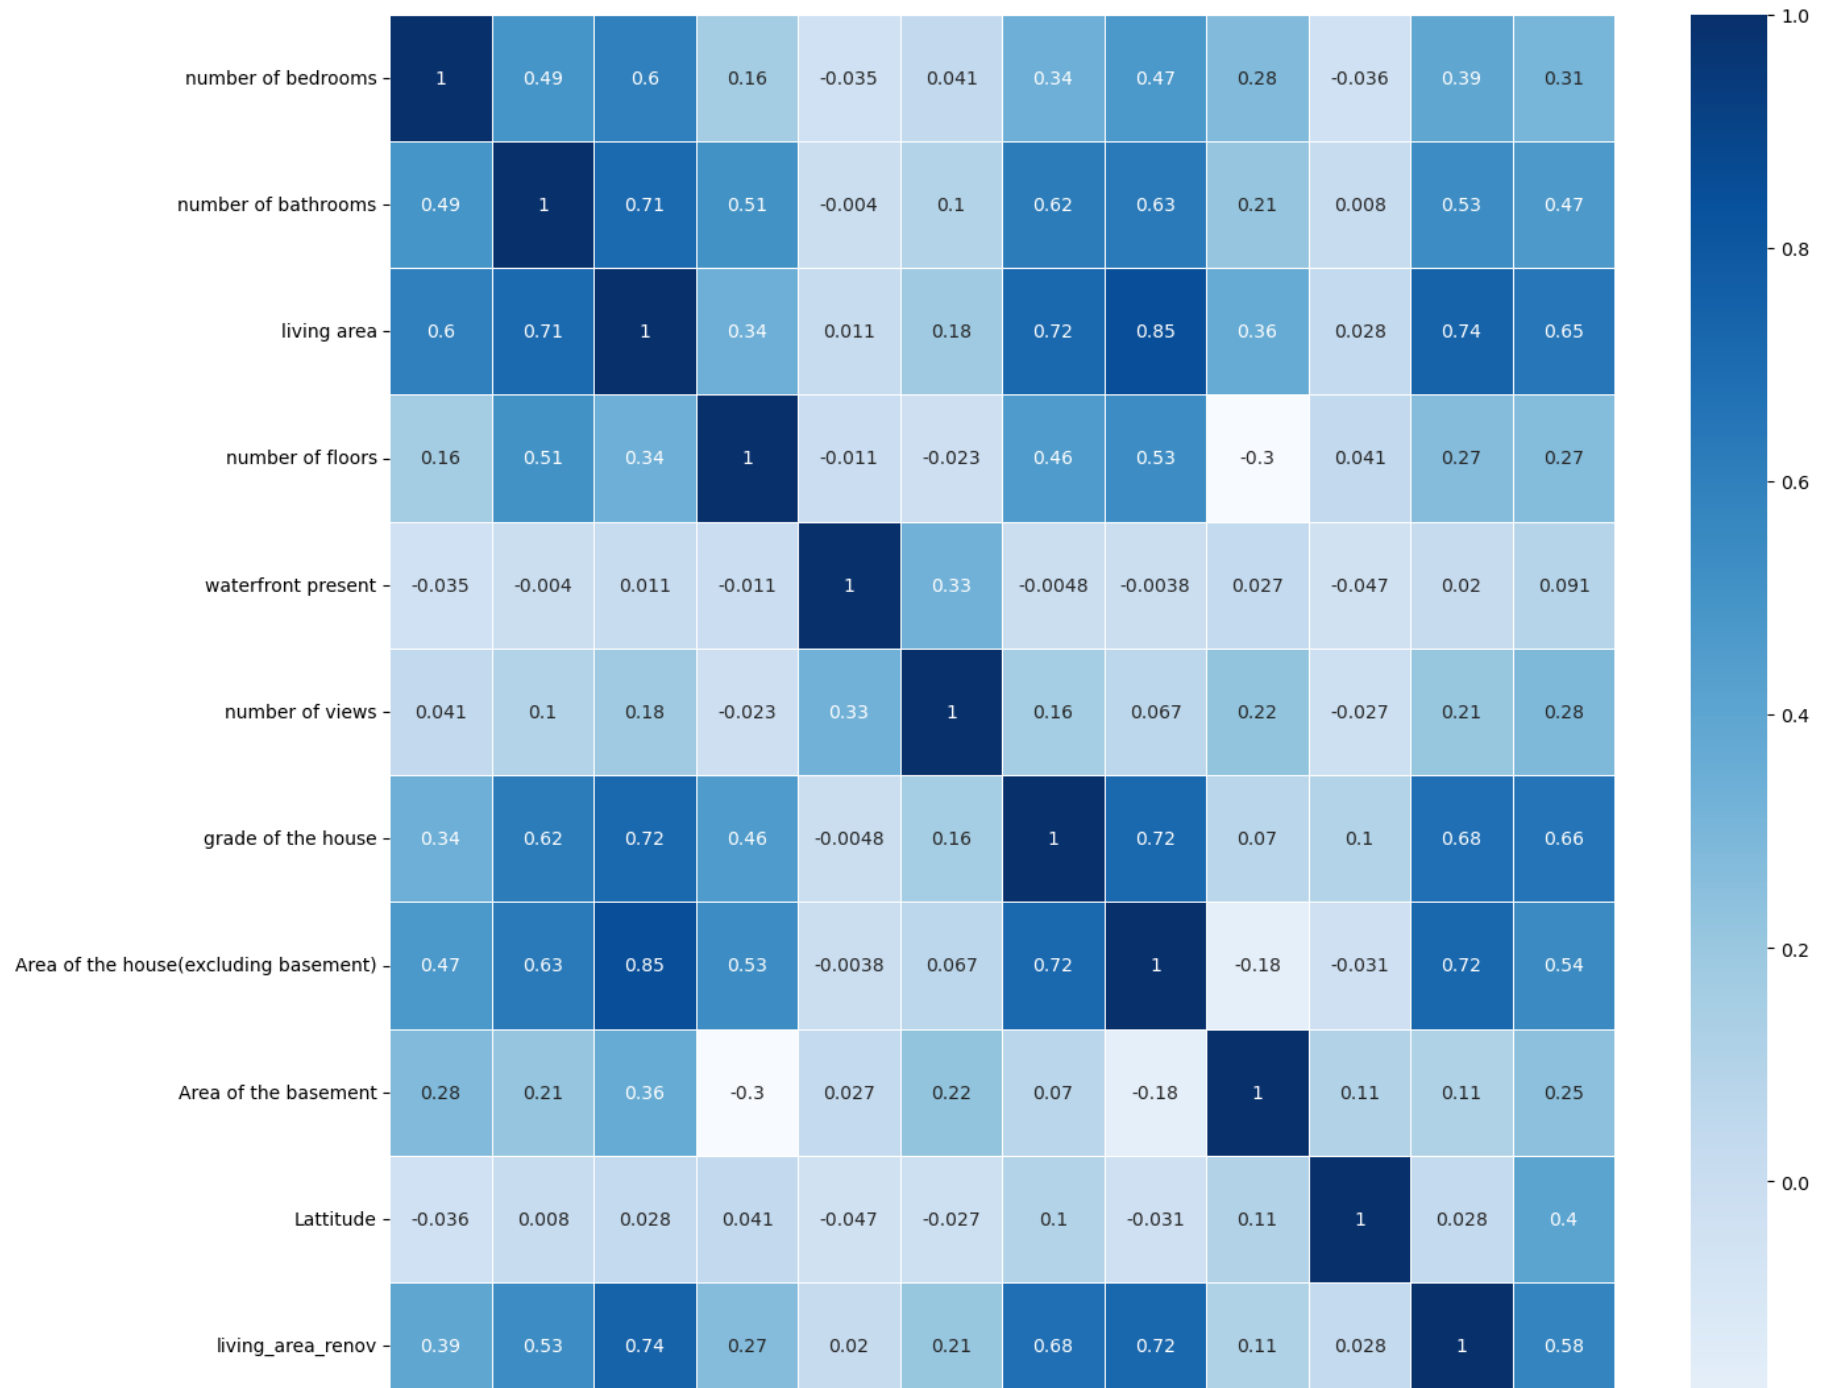 1.0
number of bedrooms 1 0.49 0.6 0.16 -0.035 0.041 0.34 0.47 0.28 -0.036 0.39 0.31
number of bathrooms 0.49 1 0.71 0.51 -0.004 0.1 0.62 0.63 0.21 0.008 0.53 0.47
0.8
living area 0.6 0.71 1 0.34 0.011 0.18 0.72 0.85 0.36 0.028 0.74 0.65
number of floors 0.16 0.51 0.34 1 -0.011 -0.023 0.46 0.53 -0.3 0.041 0.27 0.27
0.6
waterfront present -0.035 -0.004 0.011 -0.011 1 0.33 -0.0048 -0.0038 0.027 -0.047 0.02 0.091
number of views 0.041 0.1 0.18 -0.023 0.33 1 0.16 0.067 0.22 -0.027 0.21 0.28
0.4
grade of the house 0.34 0.62 0.72 0.46 -0.0048 0.16 1 0.72 0.07 0.1 0.68 0.66
0.2
Area of the house(excluding basement) 0.47 0.63 0.85 0.53 -0.0038 0.067 0.72 1 -0.18 -0.031 0.72 0.54
Area of the basement 0.28 0.21 0.36 -0.3 0.027 0.22 0.07 -0.18 1 0.11 0.11 0.25
0.0
Lattitude -0.036 0.008 0.028 0.041 -0.047 -0.027 0.1 -0.031 0.11 1 0.028 0.4
living_area_renov 0.39 0.53 0.74 0.27 0.02 0.21 0.68 0.72 0.11 0.028 1 0.58